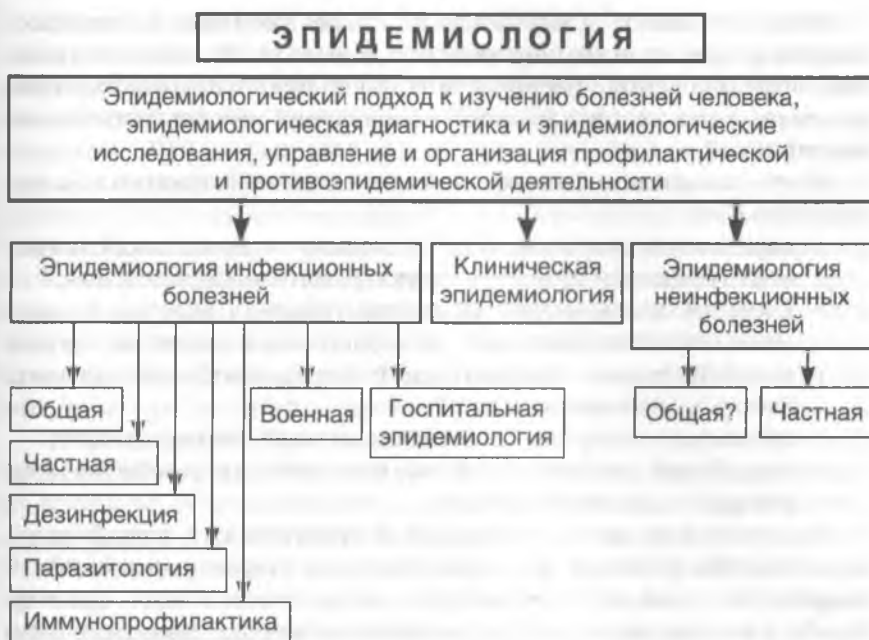 ЭПИДЕМИОЛОГИЯ
Эпидемиологический подход к изучению болезней человека,
эпидемиологическая диагностика и эпидемиологические
исследования, управление и организация профилактической
и противоэпидемической деятельности
Эпидемиология инфекционных
болезней
Клиническая
эпидемиология
Эпидемиология
неинфекционных
болезней
Общая
Частная
Дезинфекция
Паразитология
Иммунопрофилактика
Военная
Госпитальная
эпидемиология
Общая?
Частная